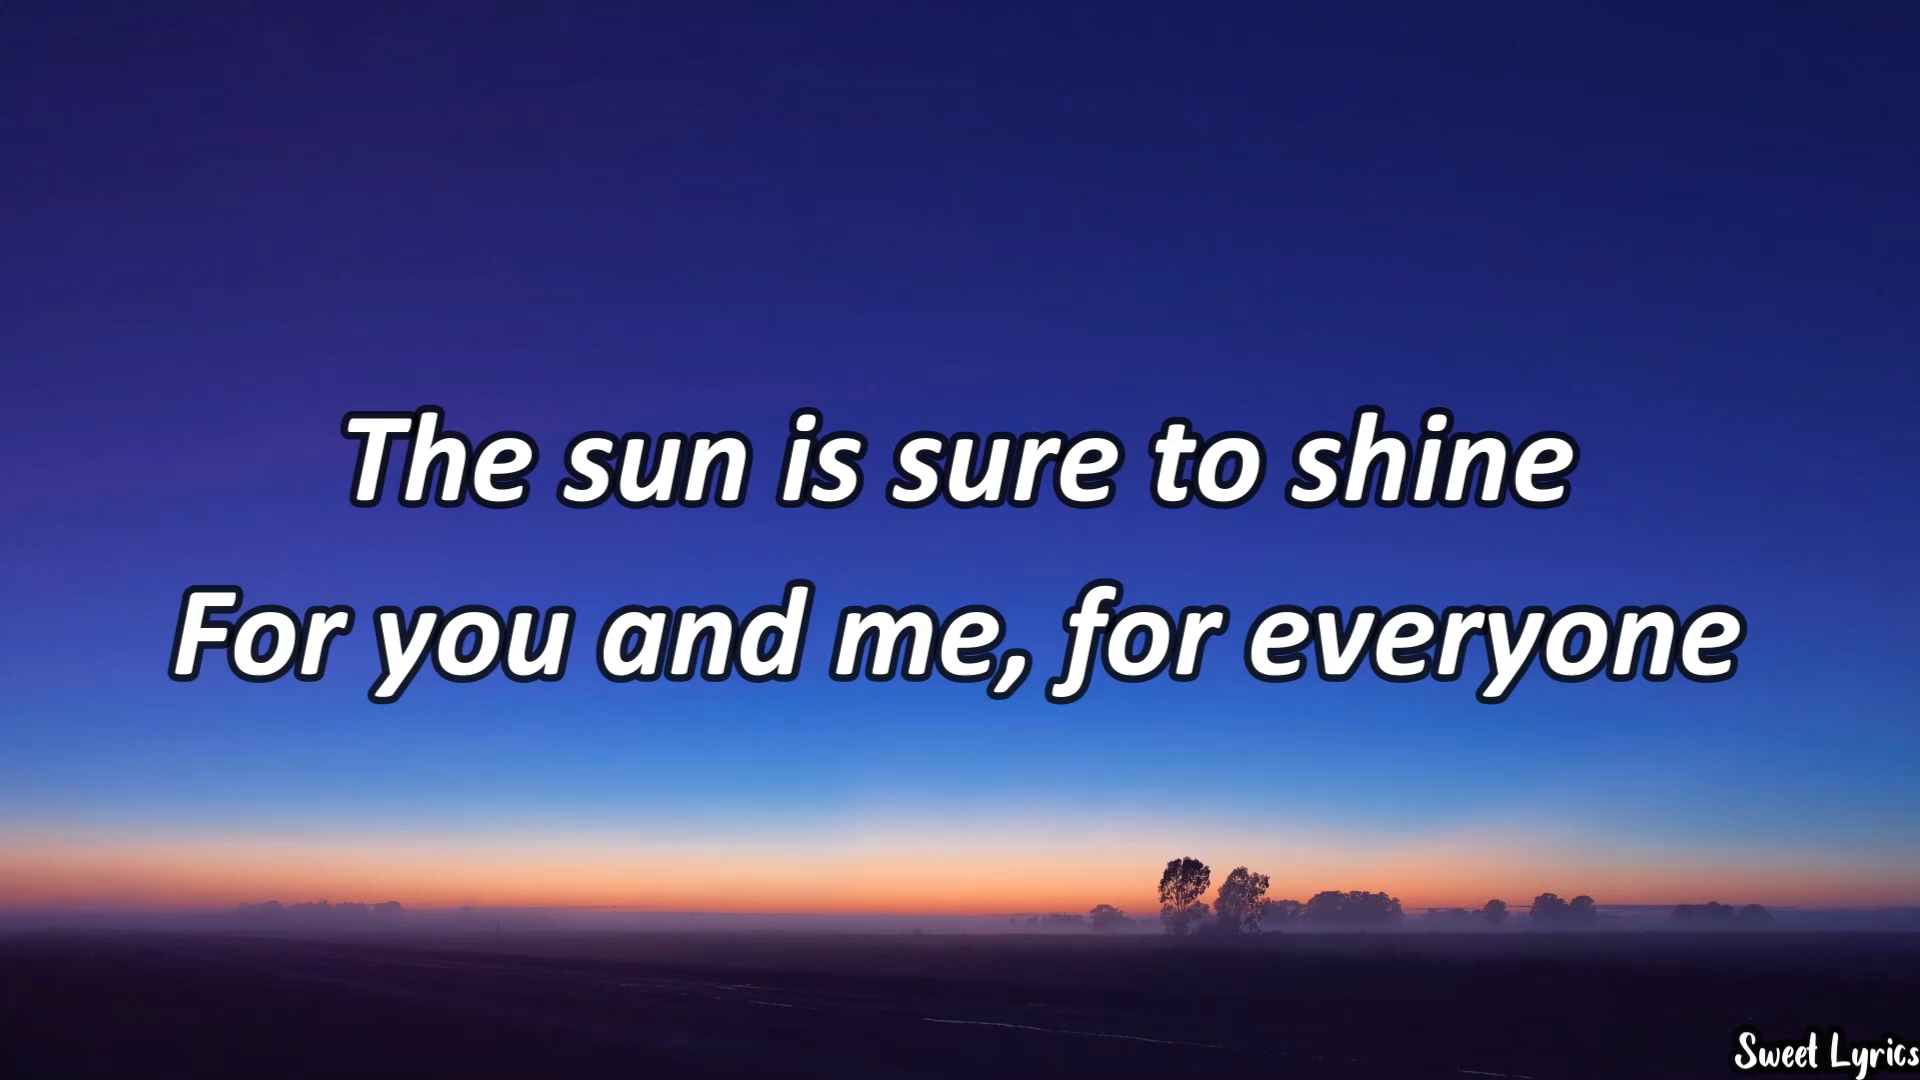 The sun is sure to shine
For you and me, for everyone
Sweet Lyrics